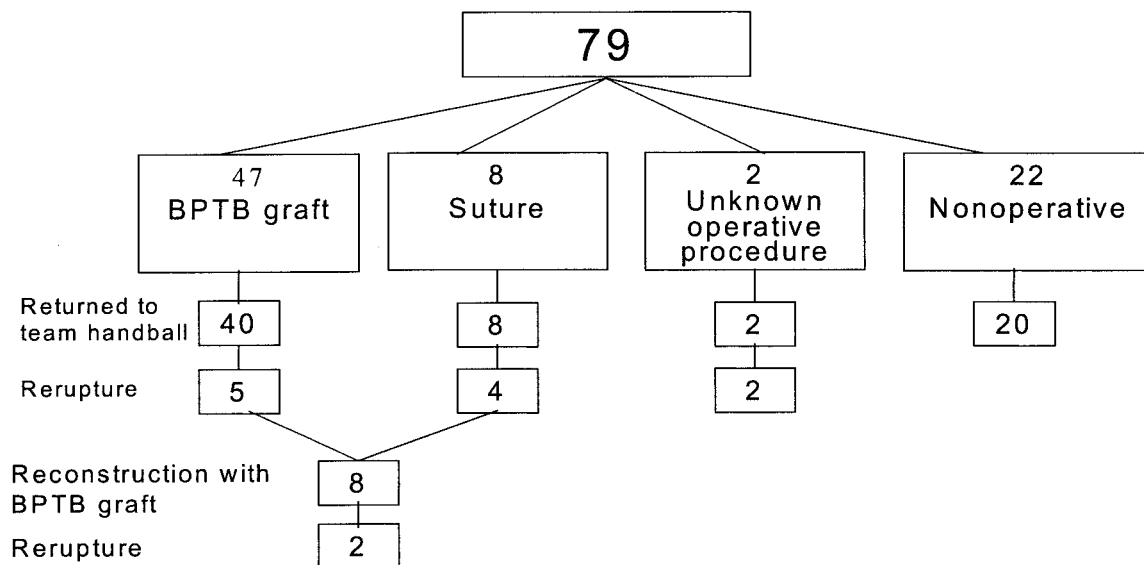 79
47
BPTB graft
8
Suture
2
Unknown
operative
procedure
22
Nonoperative
Returned to
team handball
40
8
2
20
Rerupture
5
4
2
Reconstruction with
BPTB graft
8
Rerupture
2